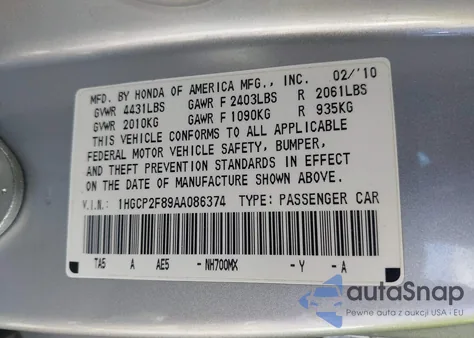 MFD. BY HONDA OF AMERICA MFG., INC. 02/'10
GVWR 4431LBS GAWR F 2403LBS R 2061LBS
GVWR 2010KG GAWR F 1090KG R 935KG
THIS VEHICLE CONFORMS TO ALL APPLICABLE
FEDERAL MOTOR VEHICLE SAFETY, BUMPER,
AND THEFT PREVENTION STANDARDS IN EFFECT
ON THE DATE OF MANUFACTURE SHOWN ABOVE.
V.I.N.: 1HGCP2F89AA086374 TYPE: PASSENGER CAR
TA5 A AE5 - NH700MX - Y - A
autoSnap
Pewne auta z aukcji USA i EU